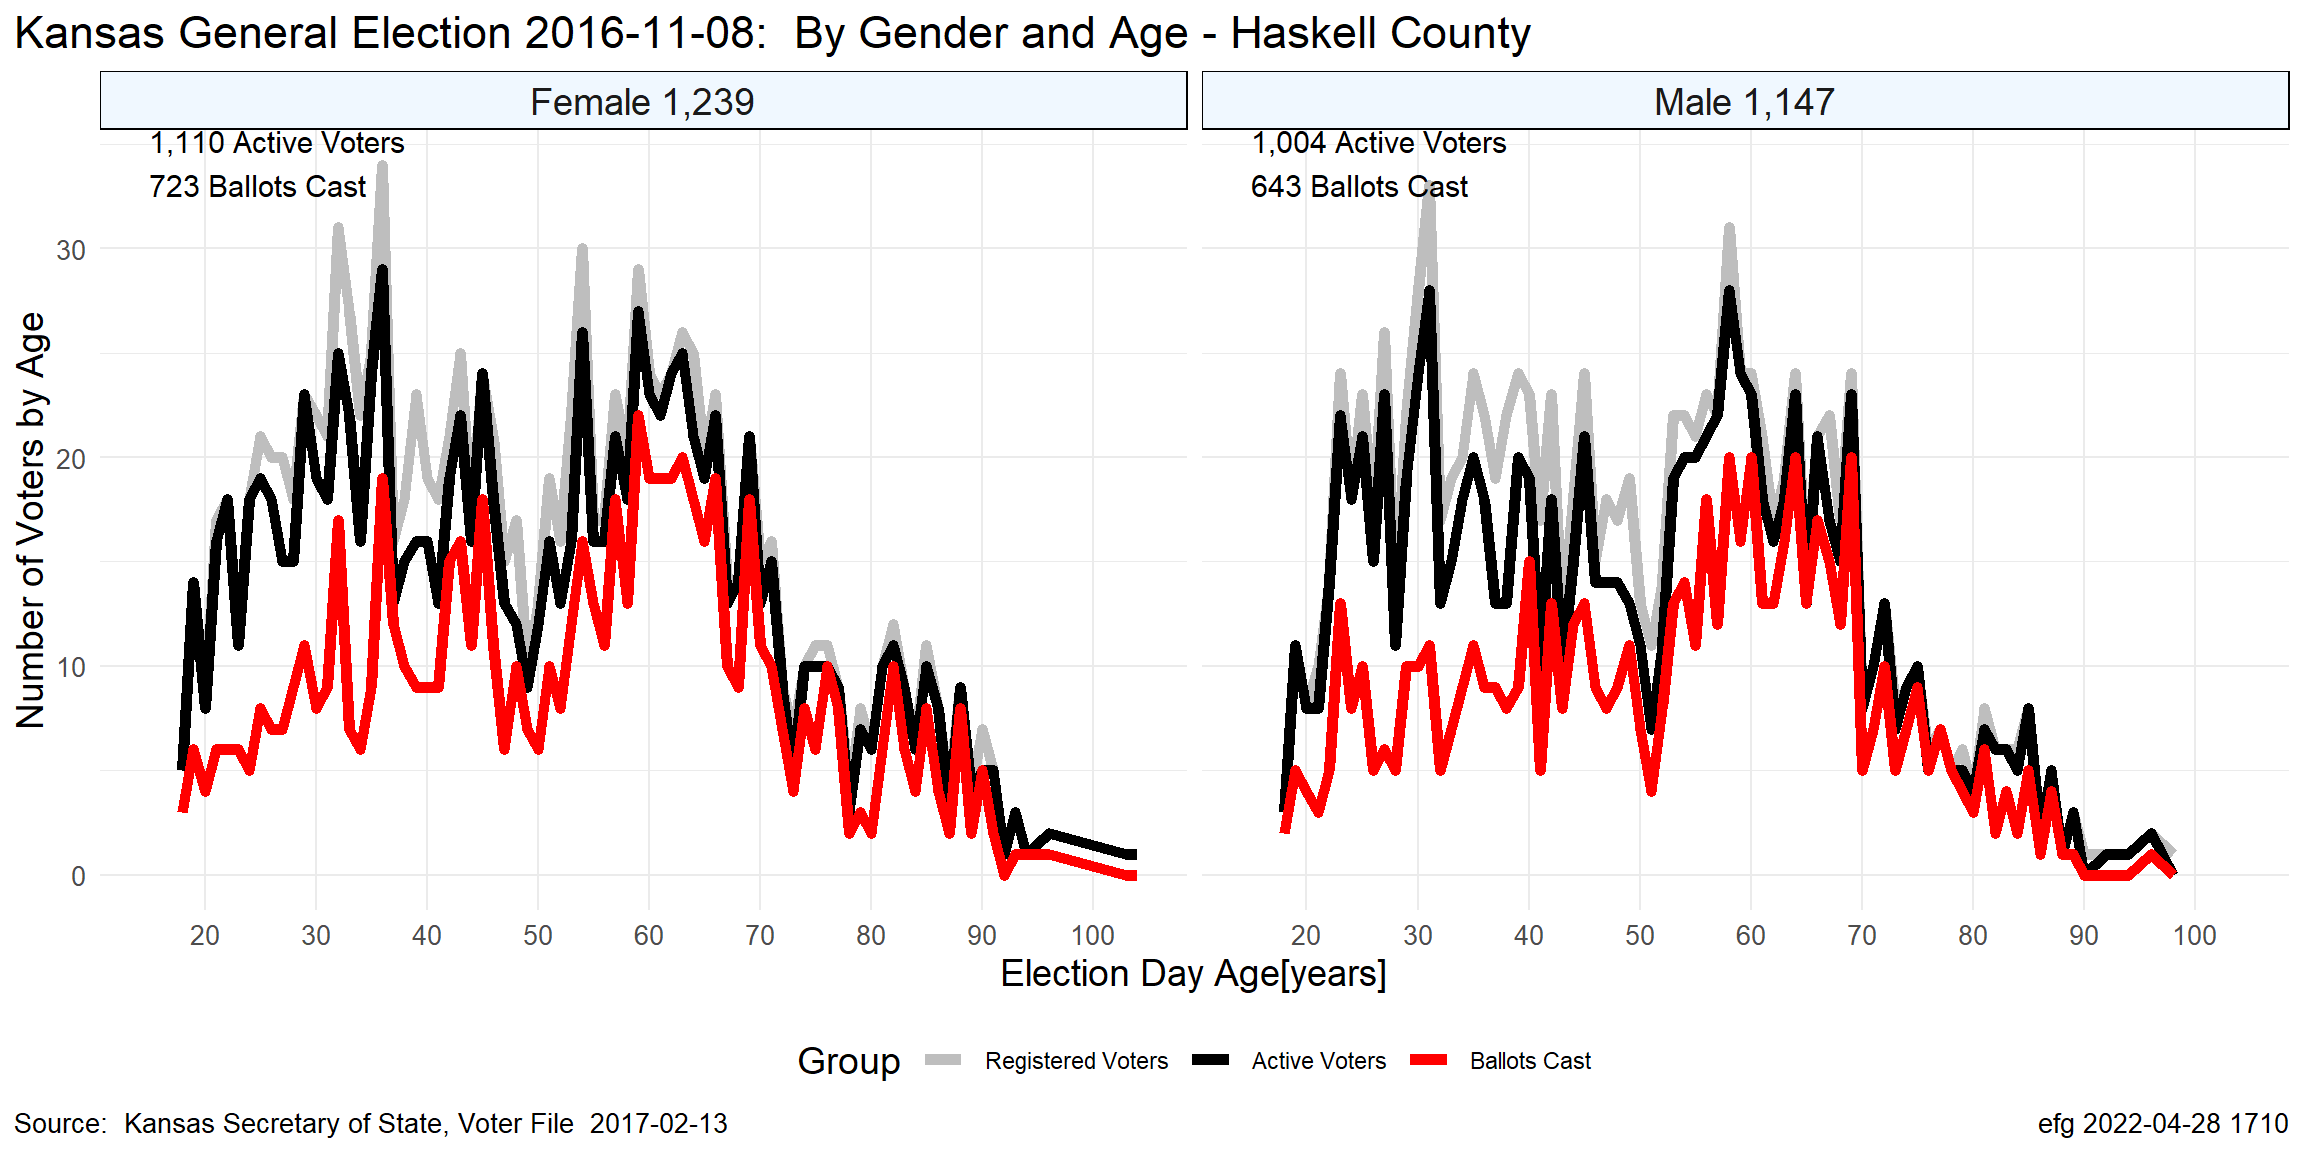 Kansas General Election 2016-11-08:  By Gender and Age - Haskell County
Female 1,239
Male 1,147
1,110 Active Voters
723 Ballots Cast
1,004 Active Voters
643 Ballots Cast
Number of Voters by Age
30
20
10
0
20 30 40 50 60 70 80 90 100
20 30 40 50 60 70 80 90 100
Election Day Age[years]
Group Registered Voters Active Voters Ballots Cast
Source:  Kansas Secretary of State, Voter File  2017-02-13
efg 2022-04-28 1710